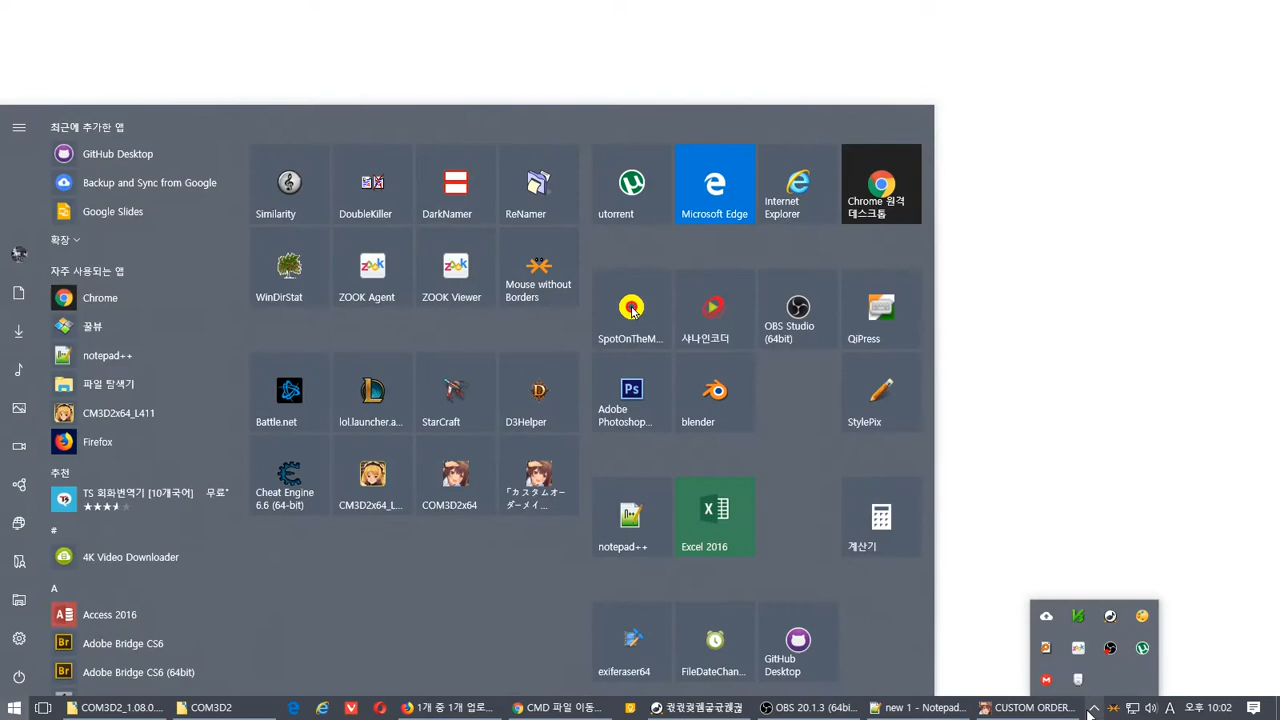 최근에 추가한 앱
GitHub Desktop
Backup and Sync from Google
Google Slides
확장
자주 사용되는 앱
Chrome
꿀뷰
notepad++
파일 탐색기
CM3D2x64_L411
Firefox
추천
TS 회화번역기 [10개국어] 무료*
#
4K Video Downloader
A
Access 2016
Adobe Bridge CS6
Adobe Bridge CS6 (64bit)
Similarity
DoubleKiller
DarkNamer
ReNamer
WinDirStat
ZOOK Agent
ZOOK Viewer
Mouse without
Borders
Battle.net
lol.launcher.a...
StarCraft
D3Helper
Cheat Engine
6.6 (64-bit)
CM3D2x64_L...
COM3D2x64
「カスタムオー
ダーメイ...
utorrent
Microsoft Edge
Internet
Explorer
Chrome 원격
데스크톱
SpotOnTheM...
샤나인코더
OBS Studio
(64bit)
QiPress
Adobe
Photoshop...
blender
StylePix
notepad++
Excel 2016
계산기
exiferaser64
FileDateChan...
GitHub
Desktop
COM3D2_1.08.0....
COM3D2
1개 중 1개 업로...
CMD 파일 이동...
OBS 20.1.3 (64bi...
new 1 - Notepad...
CUSTOM ORDER...
A
오후 10:02